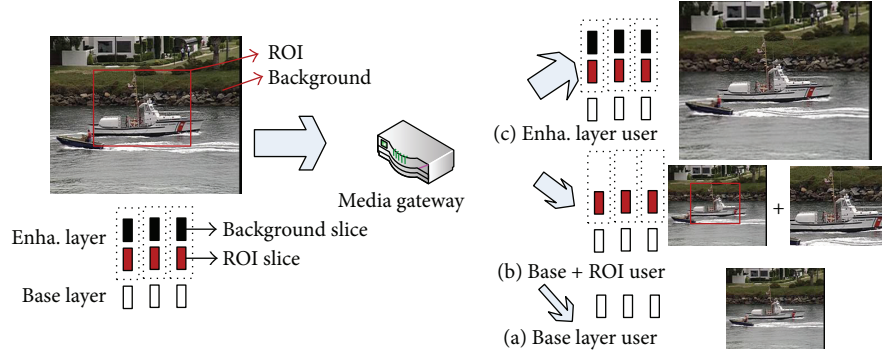 ROI
Background
Media gateway
Enha. layer
Background slice
ROI slice
Base layer
(c) Enha. layer user
+
(b) Base + ROI user
(a) Base layer user